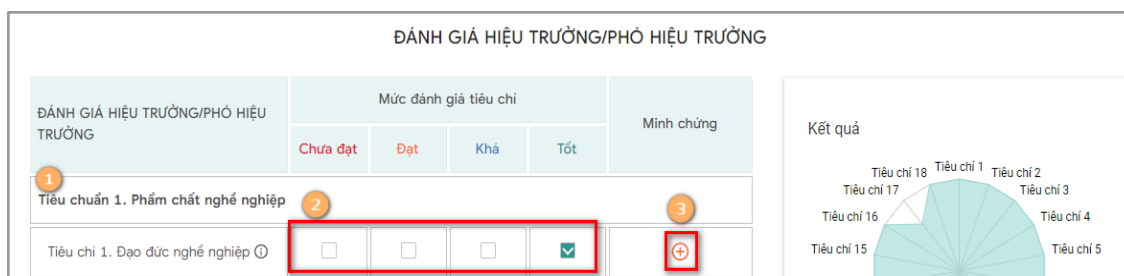 ĐÁNH GIÁ HIỆU TRƯỞNG/PHÓ HIỆU TRƯỞNG
ĐÁNH GIÁ HIỆU TRƯỞNG/PHÓ HIỆU
TRƯỞNG
Mức đánh giá tiêu chí
Minh chứng
Chưa đạt
Đạt
Khá
Tốt
1
Tiêu chuẩn 1. Phẩm chất nghề nghiệp
2
3
Tiêu chí 1. Đạo đức nghề nghiệp
Kết quả
Tiêu chí 18
Tiêu chí 1
Tiêu chí 2
Tiêu chí 17
Tiêu chí 3
Tiêu chí 16
Tiêu chí 4
Tiêu chí 15
Tiêu chí 5